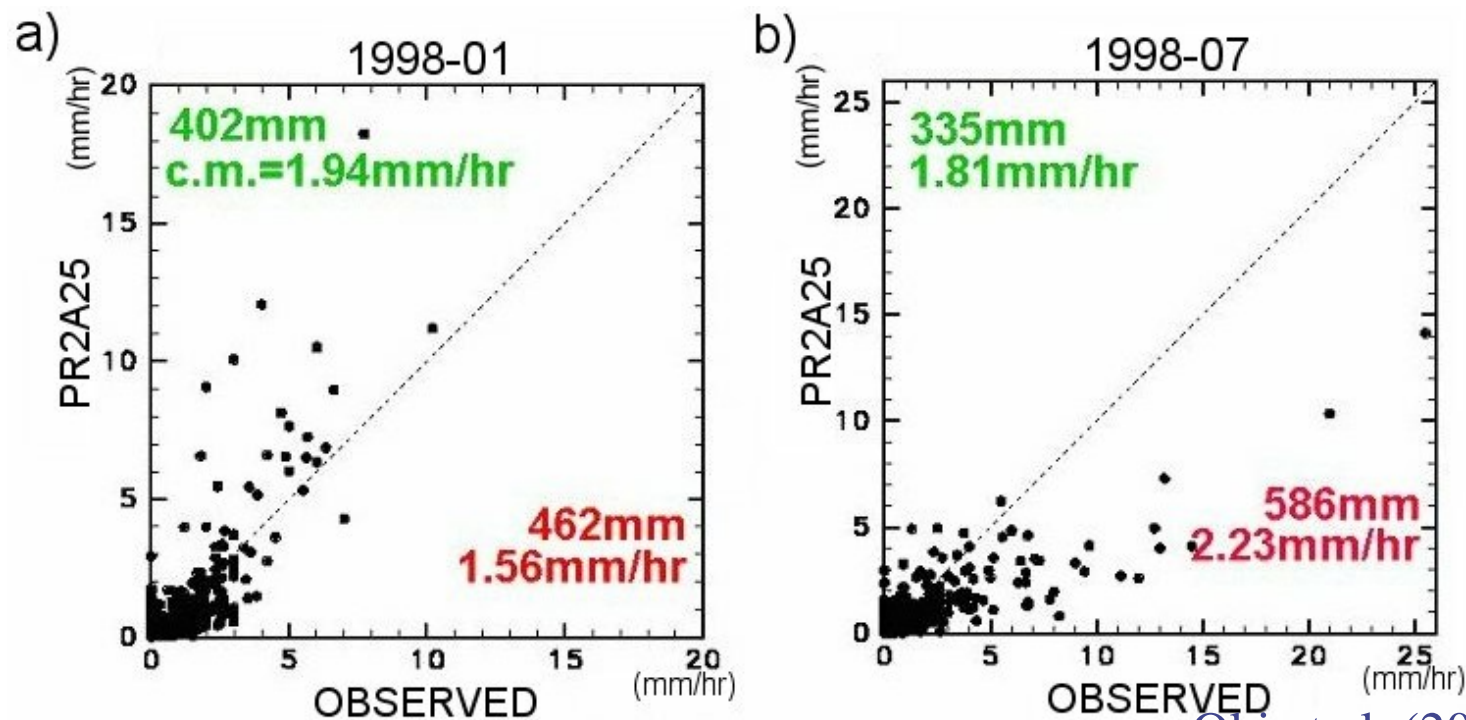 a)
1998-01
(mm/hr)
20
15
10
5
0
PR2A25
402mm
c.m.=1.94mm/hr
462mm
1.56mm/hr
0 5 10 15 20
(mm/hr)
OBSERVED
b)
1998-07
(mm/hr)
25
20
15
10
5
0
PR2A25
335mm
1.81mm/hr
586mm
2.23mm/hr
0 5 10 15 20 25
(mm/hr)
OBSERVED